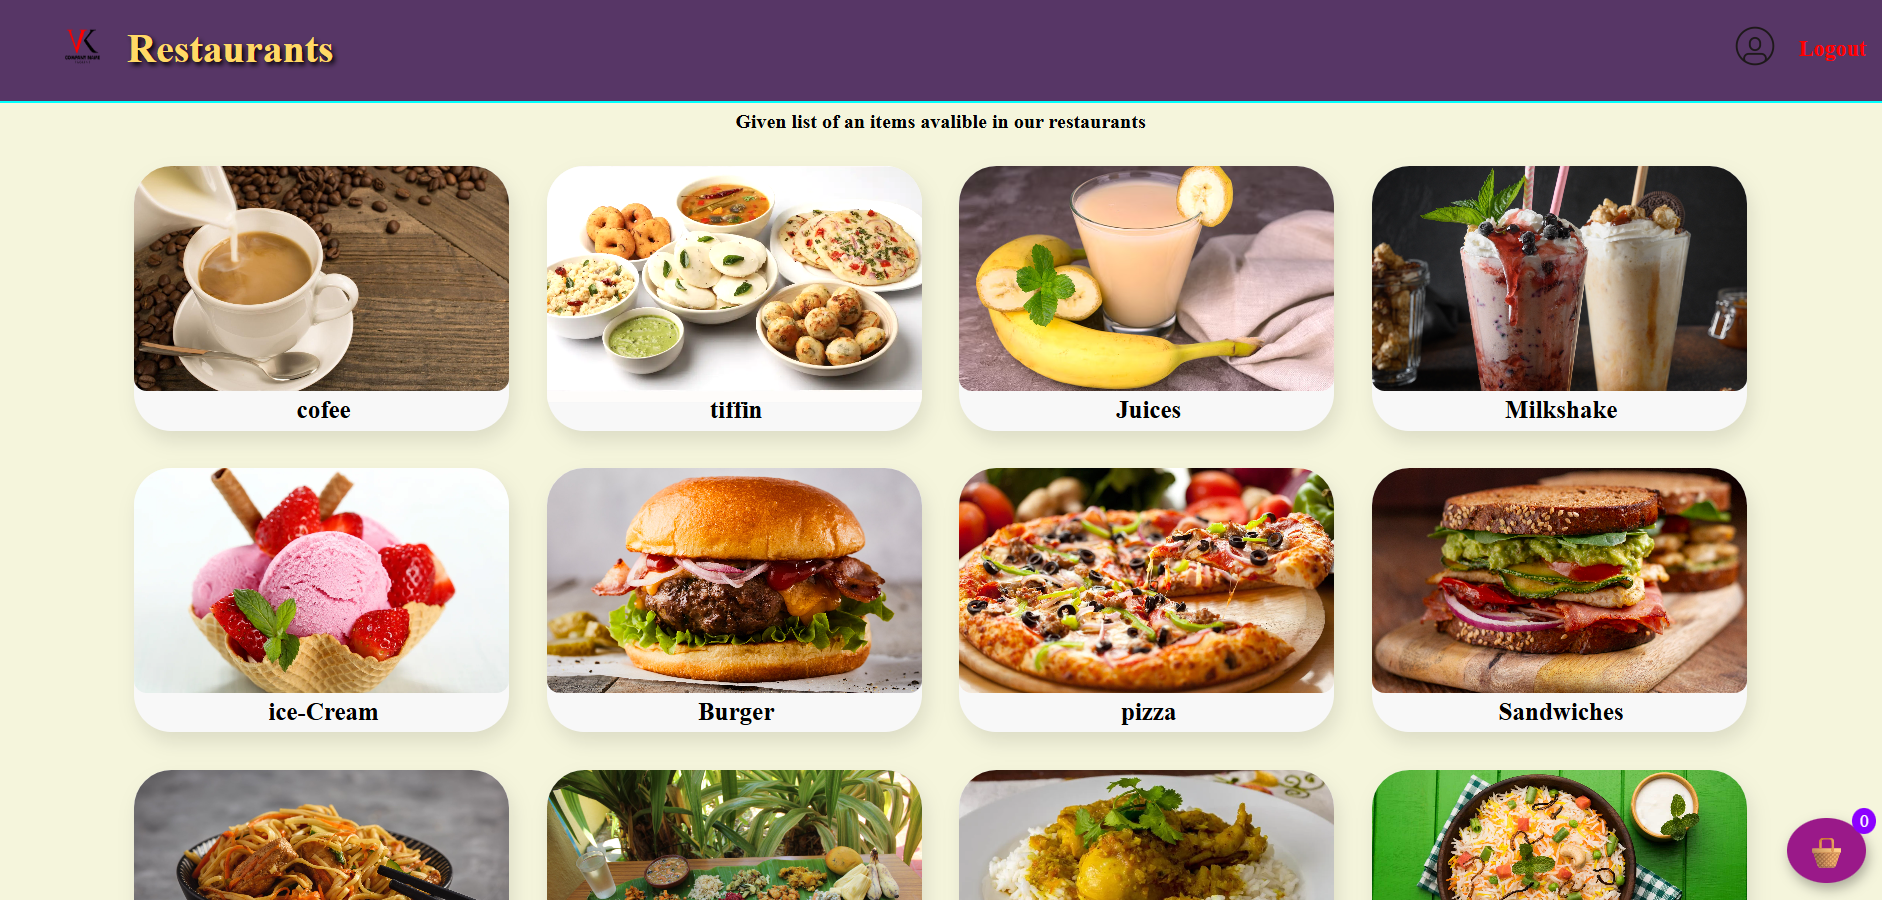 VK
Restaurants
Logout
Given list of an items avalible in our restaurants
cofee
tiffin
Juices
Milkshake
ice-Cream
Burger
pizza
Sandwiches
0